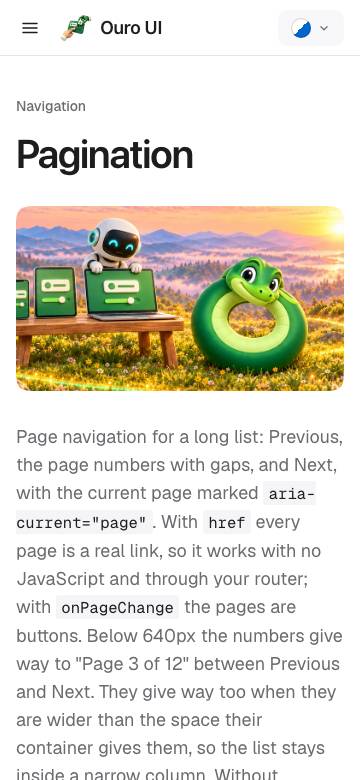 Ouro UI
Navigation
Pagination
Page navigation for a long list: Previous,
the page numbers with gaps, and Next,
with the current page marked aria-
current="page" . With href every
page is a real link, so it works with no
JavaScript and through your router;
with onPageChange the pages are
buttons. Below 640px the numbers give
way to "Page 3 of 12" between Previous
and Next. They give way too when they
are wider than the space their
container gives them, so the list stays
inside a narrow column. Without